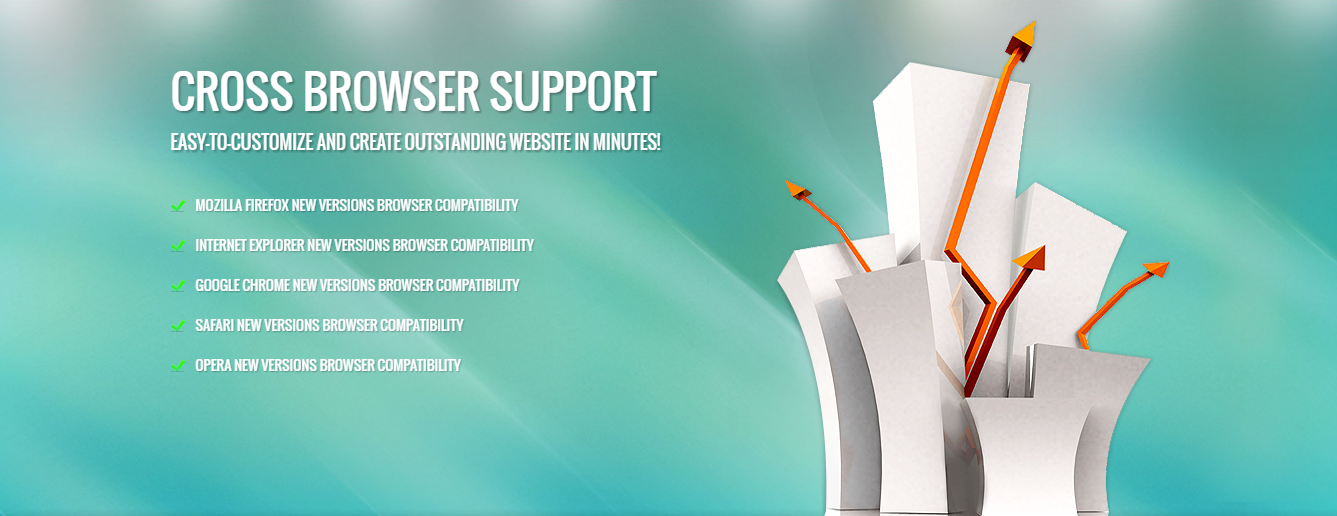 CROSS BROWSER SUPPORT
EASY-TO-CUSTOMIZE AND CREATE OUTSTANDING WEBSITE IN MINUTES!
MOZILLA FIREFOX NEW VERSIONS BROWSER COMPATIBILITY
INTERNET EXPLORER NEW VERSIONS BROWSER COMPATIBILITY
GOOGLE CHROME NEW VERSIONS BROWSER COMPATIBILITY
SAFARI NEW VERSIONS BROWSER COMPATIBILITY
OPERA NEW VERSIONS BROWSER COMPATIBILITY